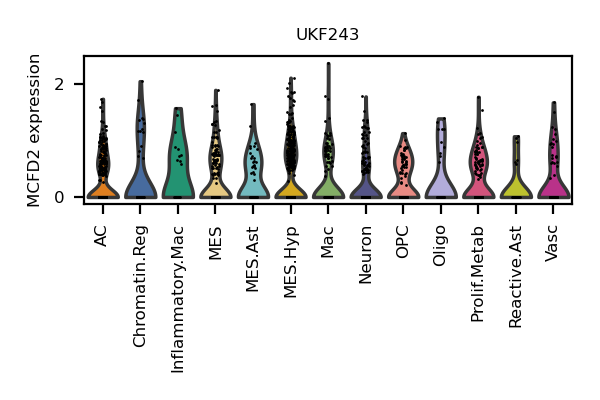 UKF243
MCFD2 expression
2
0
AC
Chromatin.Reg
Inflammatory.Mac
MES
MES.Ast
MES.Hyp
Mac
Neuron
OPC
Oligo
Prolif.Metab
Reactive.Ast
Vasc